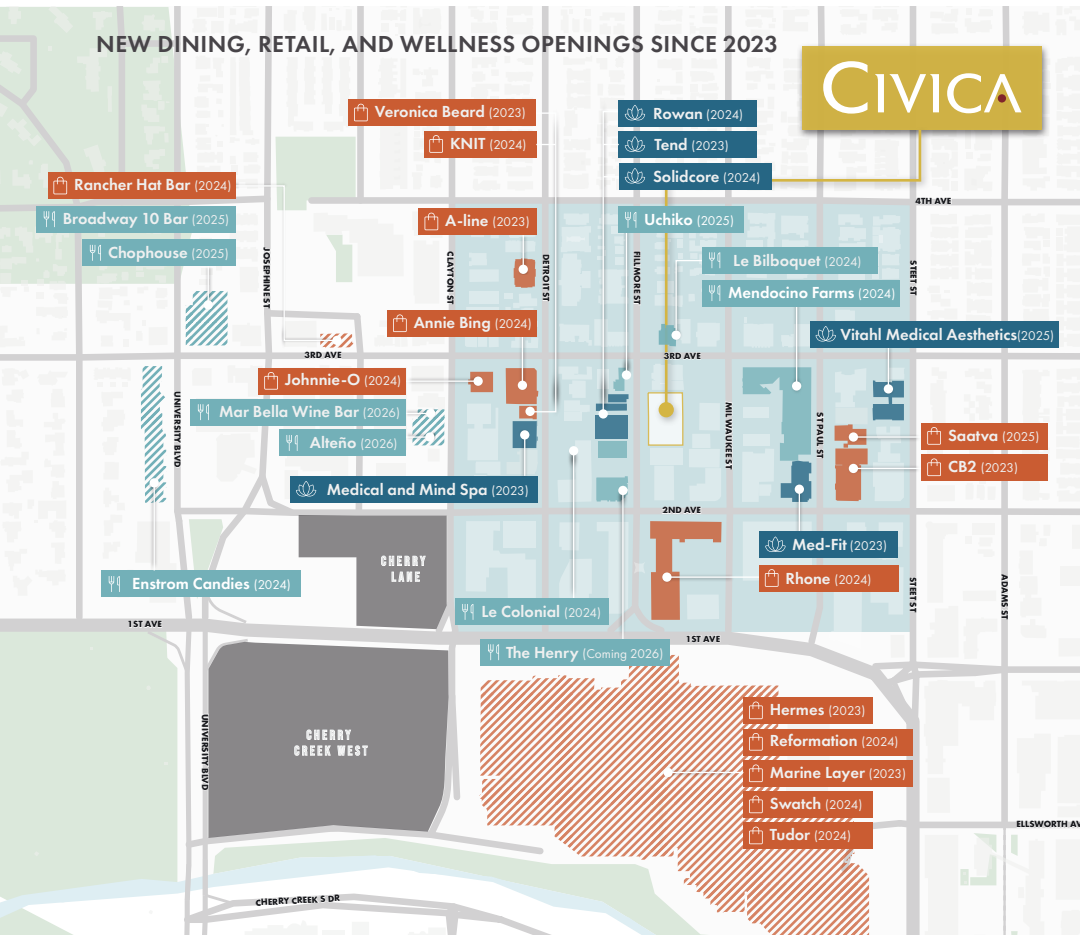 NEW DINING, RETAIL, AND WELLNESS OPENINGS SINCE 2023
CIVICA
Veronica Beard (2023)
KNIT (2024)
Rowan (2024)
Tend (2023)
Solidcore (2024)
Rancher Hat Bar (2024)
Broadway 10 Bar (2025)
Chophouse (2025)
4TH AVE
A-line (2023)
Uchiko (2025)
Le Bilboquet (2024)
Mendocino Farms (2024)
JOSEPHINE ST
CLAYTON ST
DETROIT ST
FILLMORE ST
STEET ST
Annie Bing (2024)
Vitahl Medical Aesthetics(2025)
3RD AVE
3RD AVE
Johnnie-O (2024)
Mar Bella Wine Bar (2026)
Alteño (2026)
UNIVERSITY BLVD
MILWAUKEE ST
ST PAUL ST
Saatva (2025)
CB2 (2023)
Medical and Mind Spa (2023)
2ND AVE
CHERRY
LANE
Med-Fit (2023)
Rhone (2024)
Enstrom Candies (2024)
STEET ST
ADAMS ST
Le Colonial (2024)
1ST AVE
1ST AVE
The Henry (Coming 2026)
UNIVERSITY BLVD
CHERRY
CREEK WEST
Hermes (2023)
Reformation (2024)
Marine Layer (2023)
Swatch (2024)
Tudor (2024)
ELLSWORTH AV
CHERRY CREEK S DR